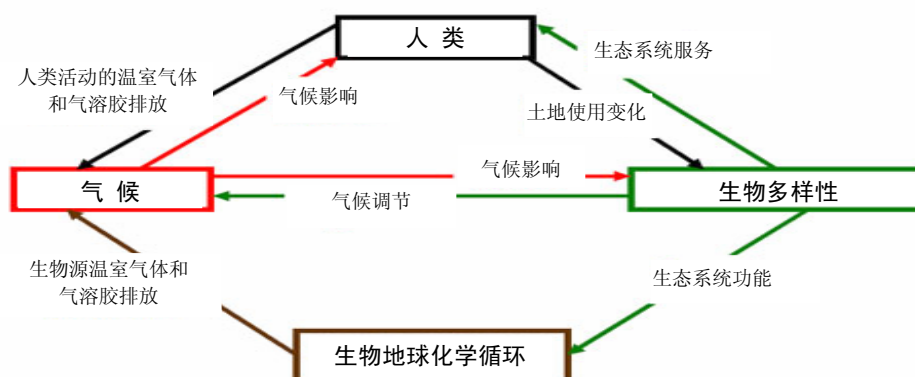 人 类
生态系统服务
人类活动的温室气体
和气溶胶排放
气候影响
土地使用变化
气候影响
气 候
生物多样性
气候调节
生物源温室气体和
气溶胶排放
生态系统功能
生物地球化学循环